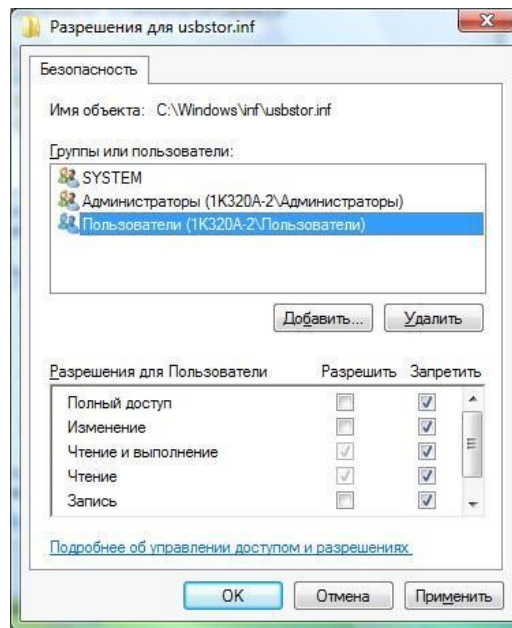 Разрешения для usbstor.inf
Безопасность
Имя объекта: C:\Windows\inf\usbstor.inf
Группы или пользователи:
SYSTEM
Администраторы (1K320A-2\Администраторы)
Пользователи (1K320A-2\Пользователи)
Добавить... Удалить
Разрешения для Пользователи Разрешить Запретить
Полный доступ
Изменение
Чтение и выполнение
Чтение
Запись
Подробнее об управлении доступом и разрешениях
OK Отмена Применить